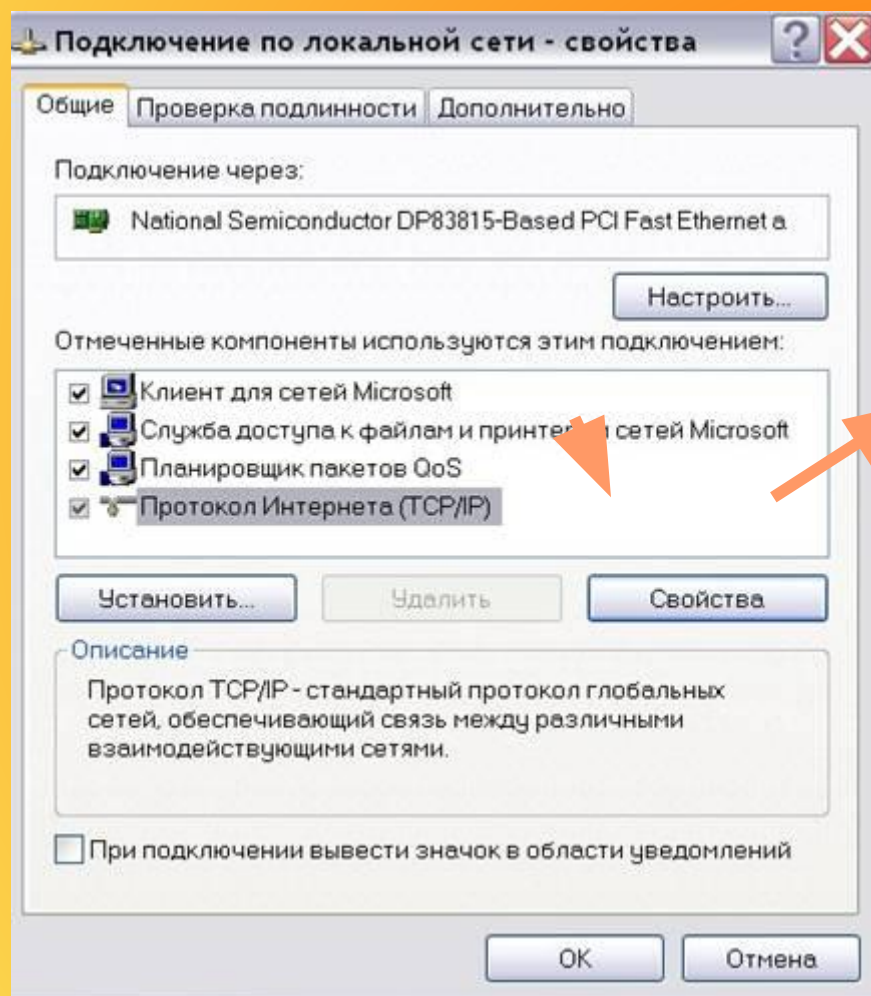 Подключение по локальной сети - свойства
Общие Проверка подлинности Дополнительно
Подключение через:
National Semiconductor DP83815-Based PCI Fast Ethernet a
Настроить...
Отмеченные компоненты используются этим подключением:
Клиент для сетей Microsoft
Служба доступа к файлам и сетей Microsoft
Планировщик пакетов QoS
Протокол Интернета (TCP/IP)
Установить... Удалить Свойства
Описание
Протокол TCP/IP - стандартный протокол глобальных
сетей, обеспечивающий связь между различными
взаимодействующими сетями.
При подключении вывести значок в области уведомлений
OK Отмена